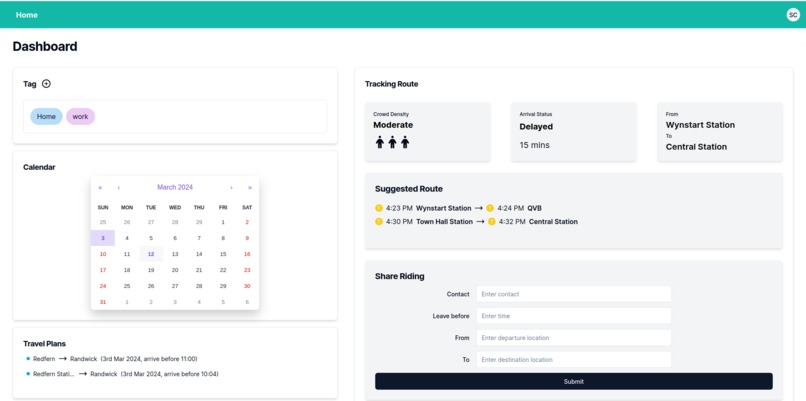 Home
SC
Dashboard
Tag
Home work
Calendar
« ‹ March 2024 › »
SUN MON TUE WED THU FRI SAT
25 26 27 28 29 1 2
3 4 5 6 7 8 9
10 11 12 13 14 15 16
17 18 19 20 21 22 23
24 25 26 27 28 29 30
31 1 2 3 4 5 6
Travel Plans
Redfern → Randwick (3rd Mar 2024, arrive before 11:00)
Redfern Stati... → Randwick (3rd Mar 2024, arrive before 10:04)
Tracking Route
Crowd Density
Moderate
Arrival Status
Delayed
15 mins
From
Wynstart Station
To
Central Station
Suggested Route
4:23 PM Wynstart Station → 4:24 PM QVB
4:30 PM Town Hall Station → 4:32 PM Central Station
Share Riding
Contact Enter contact
Leave before Enter time
From Enter departure location
To Enter destination location
Submit